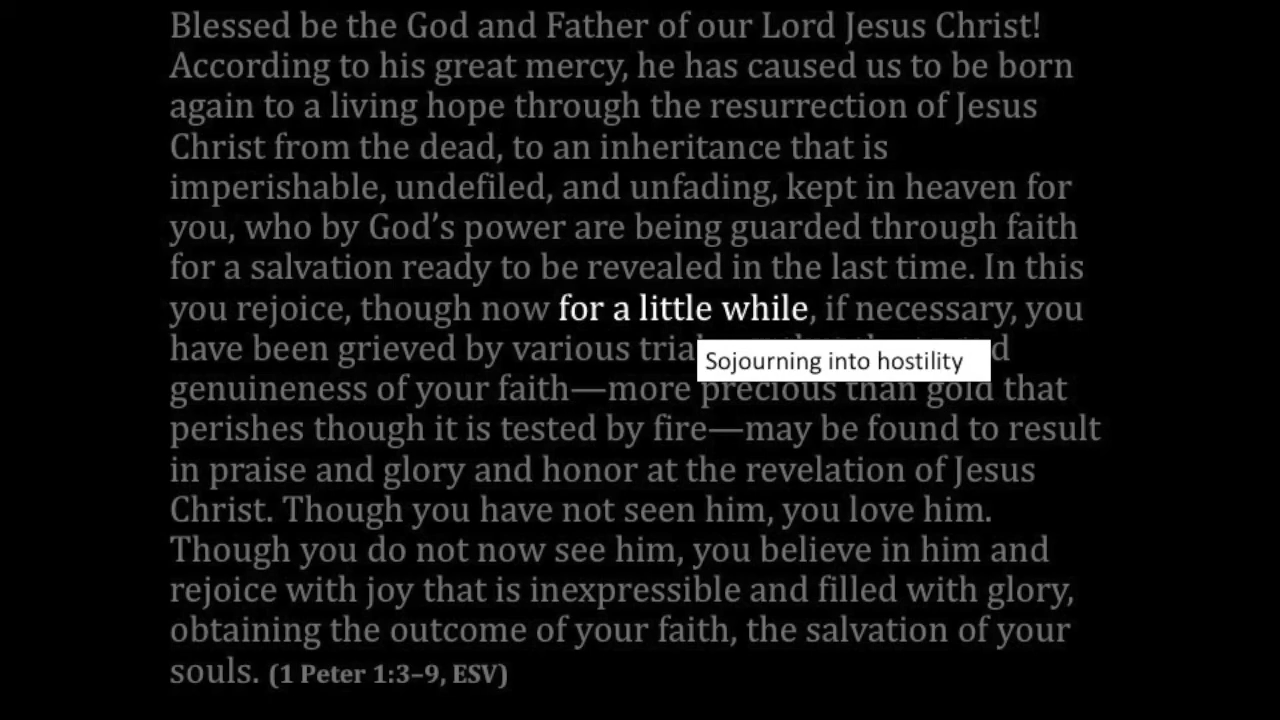 Blessed be the God and Father of our Lord Jesus Christ!
According to his great mercy, he has caused us to be born
again to a living hope through the resurrection of Jesus
Christ from the dead, to an inheritance that is
imperishable, undefiled, and unfading, kept in heaven for
you, who by God’s power are being guarded through faith
for a salvation ready to be revealed in the last time. In this
you rejoice, though now for a little while, if necessary, you
have been grieved by various
Sojourning into hostility
genuineness of your faith—more precious than gold that
perishes though it is tested by fire—may be found to result
in praise and glory and honor at the revelation of Jesus
Christ. Though you have not seen him, you love him.
Though you do not now see him, you believe in him and
rejoice with joy that is inexpressible and filled with glory,
obtaining the outcome of your faith, the salvation of your
souls. (1 Peter 1:3–9, ESV)